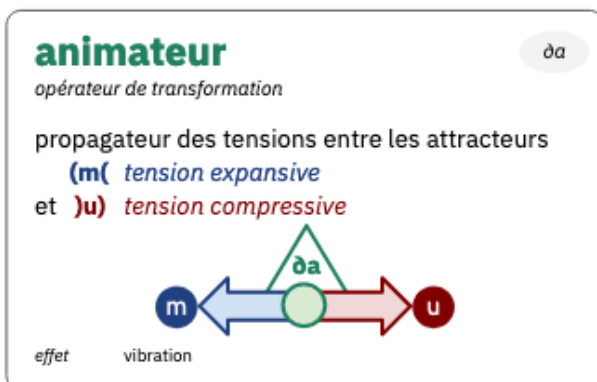 animateur
∂a
opérateur de transformation
propagateur des tensions entre les attracteurs
(m( tension expansive
et )u) tension compressive
∂a
m u
effet vibration